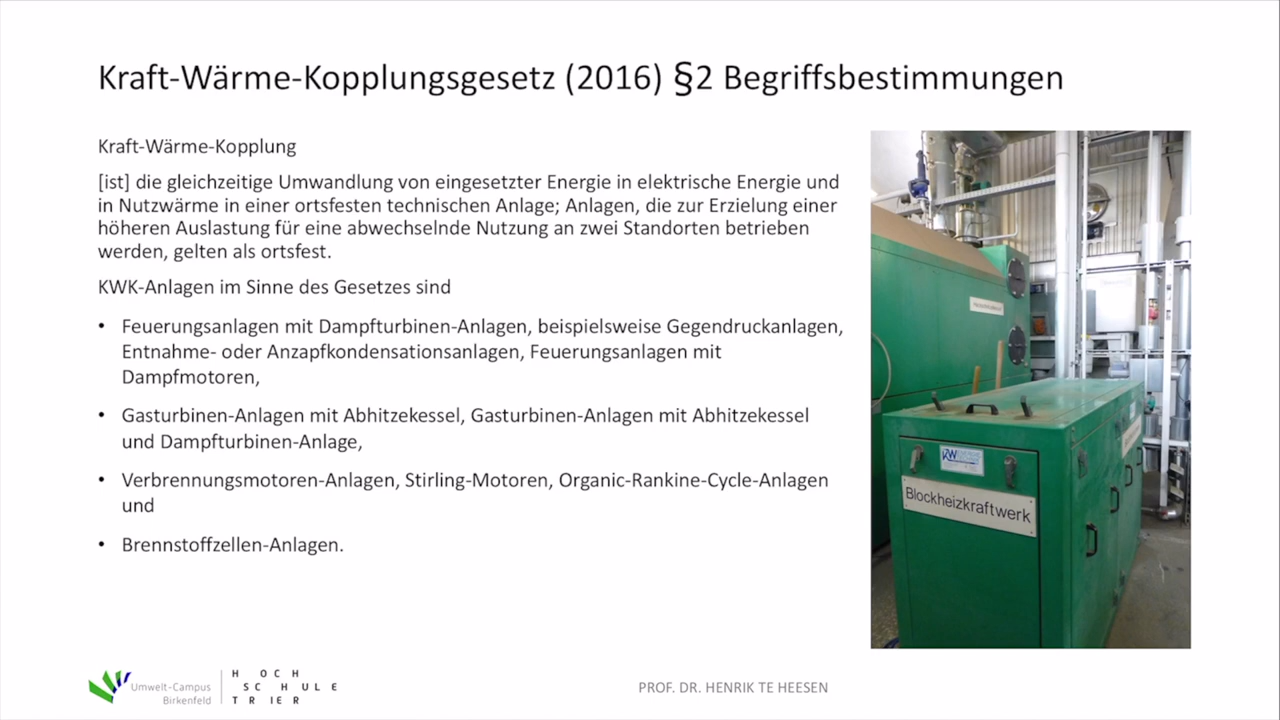 Kraft-Wärme-Kopplungsgesetz (2016) §2 Begriffsbestimmungen
Kraft-Wärme-Kopplung
[ist] die gleichzeitige Umwandlung von eingesetzter Energie in elektrische Energie und
in Nutzwärme in einer ortsfesten technischen Anlage; Anlagen, die zur Erzielung einer
höheren Auslastung für eine abwechselnde Nutzung an zwei Standorten betrieben
werden, gelten als ortsfest.
KWK-Anlagen im Sinne des Gesetzes sind
• Feuerungsanlagen mit Dampfturbinen-Anlagen, beispielsweise Gegendruckanlagen,
Entnahme- oder Anzapfkondensationsanlagen, Feuerungsanlagen mit
Dampfmotoren,
• Gasturbinen-Anlagen mit Abhitzekessel, Gasturbinen-Anlagen mit Abhitzekessel
und Dampfturbinen-Anlage,
• Verbrennungsmotoren-Anlagen, Stirling-Motoren, Organic-Rankine-Cycle-Anlagen
und
• Brennstoffzellen-Anlagen.
Blockheizkraftwerk
Umwelt-Campus
Birkenfeld
HOCH
SCHULE
TRIER
PROF. DR. HENRIK TE HEESEN